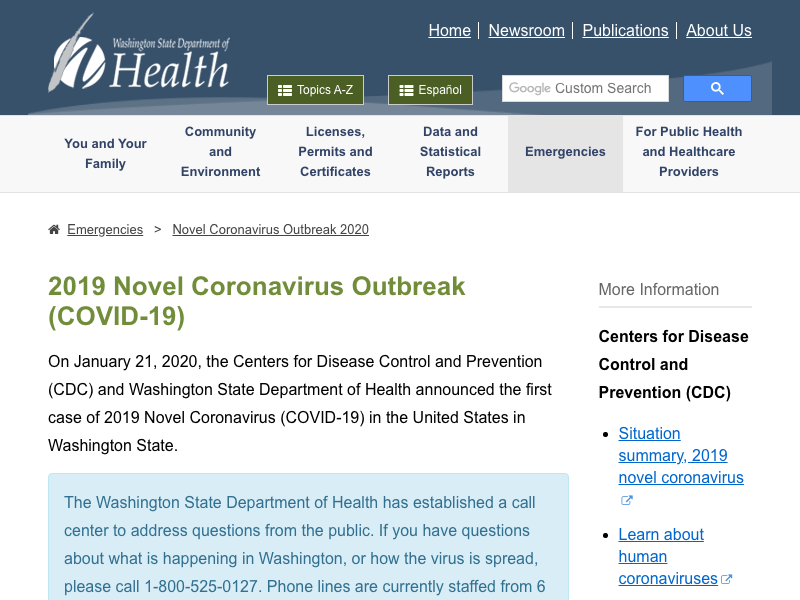 Washington State Department of
Health
Home
Newsroom
Publications
About Us
Topics A-Z
Español
Google Custom Search
You and Your
Family
Community
and
Environment
Licenses,
Permits and
Certificates
Data and
Statistical
Reports
Emergencies
For Public Health
and Healthcare
Providers
Emergencies > Novel Coronavirus Outbreak 2020
2019 Novel Coronavirus Outbreak
(COVID-19)
On January 21, 2020, the Centers for Disease Control and Prevention
(CDC) and Washington State Department of Health announced the first
case of 2019 Novel Coronavirus (COVID-19) in the United States in
Washington State.
The Washington State Department of Health has established a call
center to address questions from the public. If you have questions
about what is happening in Washington, or how the virus is spread,
please call 1-800-525-0127. Phone lines are currently staffed from 6
More Information
Centers for Disease
Control and
Prevention (CDC)
Situation
summary, 2019
novel coronavirus
Learn about
human
coronaviruses